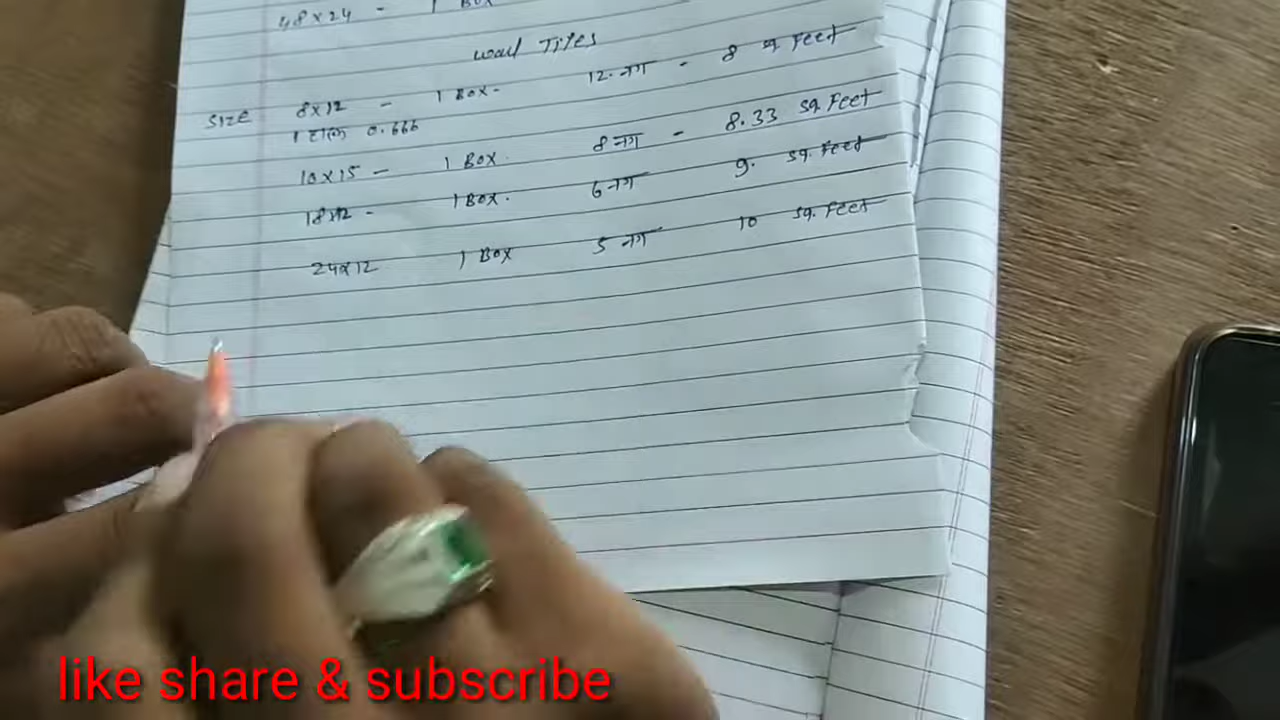 48x24 - 1 Box
wall Tiles
SIZE 8x12 - 1 Box. 12. नग - 8 sq Feet
1 टाइल 0.666
10x15 - 1 Box. 8 नग - 8.33 sq Feet
18x12 - 1 Box. 6 नग 9. sq. Feet
24x12 1 Box 5 नग 10 sq. Feet
like share & subscribe